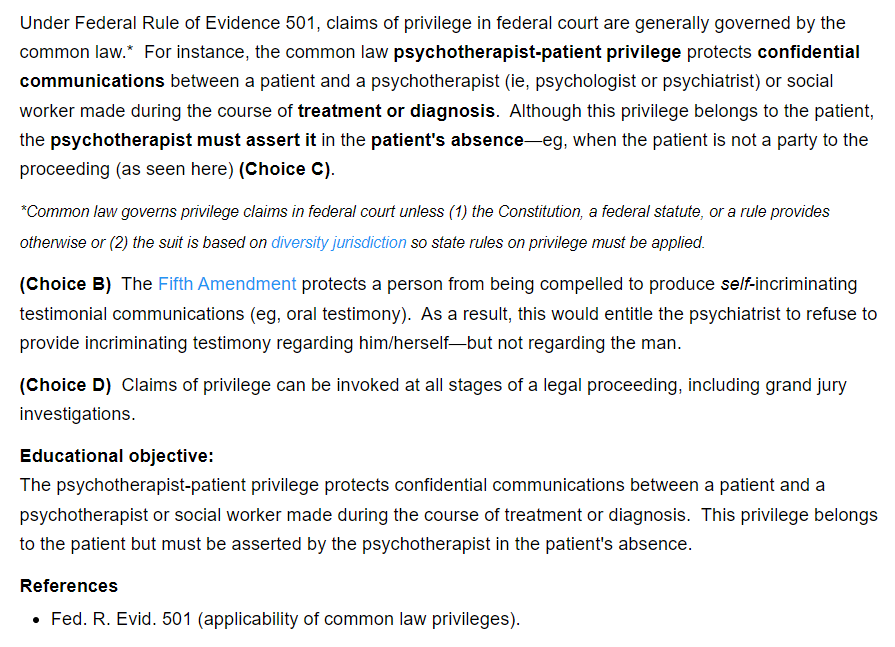 Under Federal Rule of Evidence 501, claims of privilege in federal court are generally governed by the
common law.* For instance, the common law psychotherapist-patient privilege protects confidential
communications between a patient and a psychotherapist (ie, psychologist or psychiatrist) or social
worker made during the course of treatment or diagnosis. Although this privilege belongs to the patient,
the psychotherapist must assert it in the patient's absence—eg, when the patient is not a party to the
proceeding (as seen here) (Choice C).
*Common law governs privilege claims in federal court unless (1) the Constitution, a federal statute, or a rule provides
otherwise or (2) the suit is based on diversity jurisdiction so state rules on privilege must be applied.
(Choice B) The Fifth Amendment protects a person from being compelled to produce self-incriminating
testimonial communications (eg, oral testimony). As a result, this would entitle the psychiatrist to refuse to
provide incriminating testimony regarding him/herself—but not regarding the man.
(Choice D) Claims of privilege can be invoked at all stages of a legal proceeding, including grand jury
investigations.
Educational objective:
The psychotherapist-patient privilege protects confidential communications between a patient and a
psychotherapist or social worker made during the course of treatment or diagnosis. This privilege belongs
to the patient but must be asserted by the psychotherapist in the patient's absence.
References
• Fed. R. Evid. 501 (applicability of common law privileges).